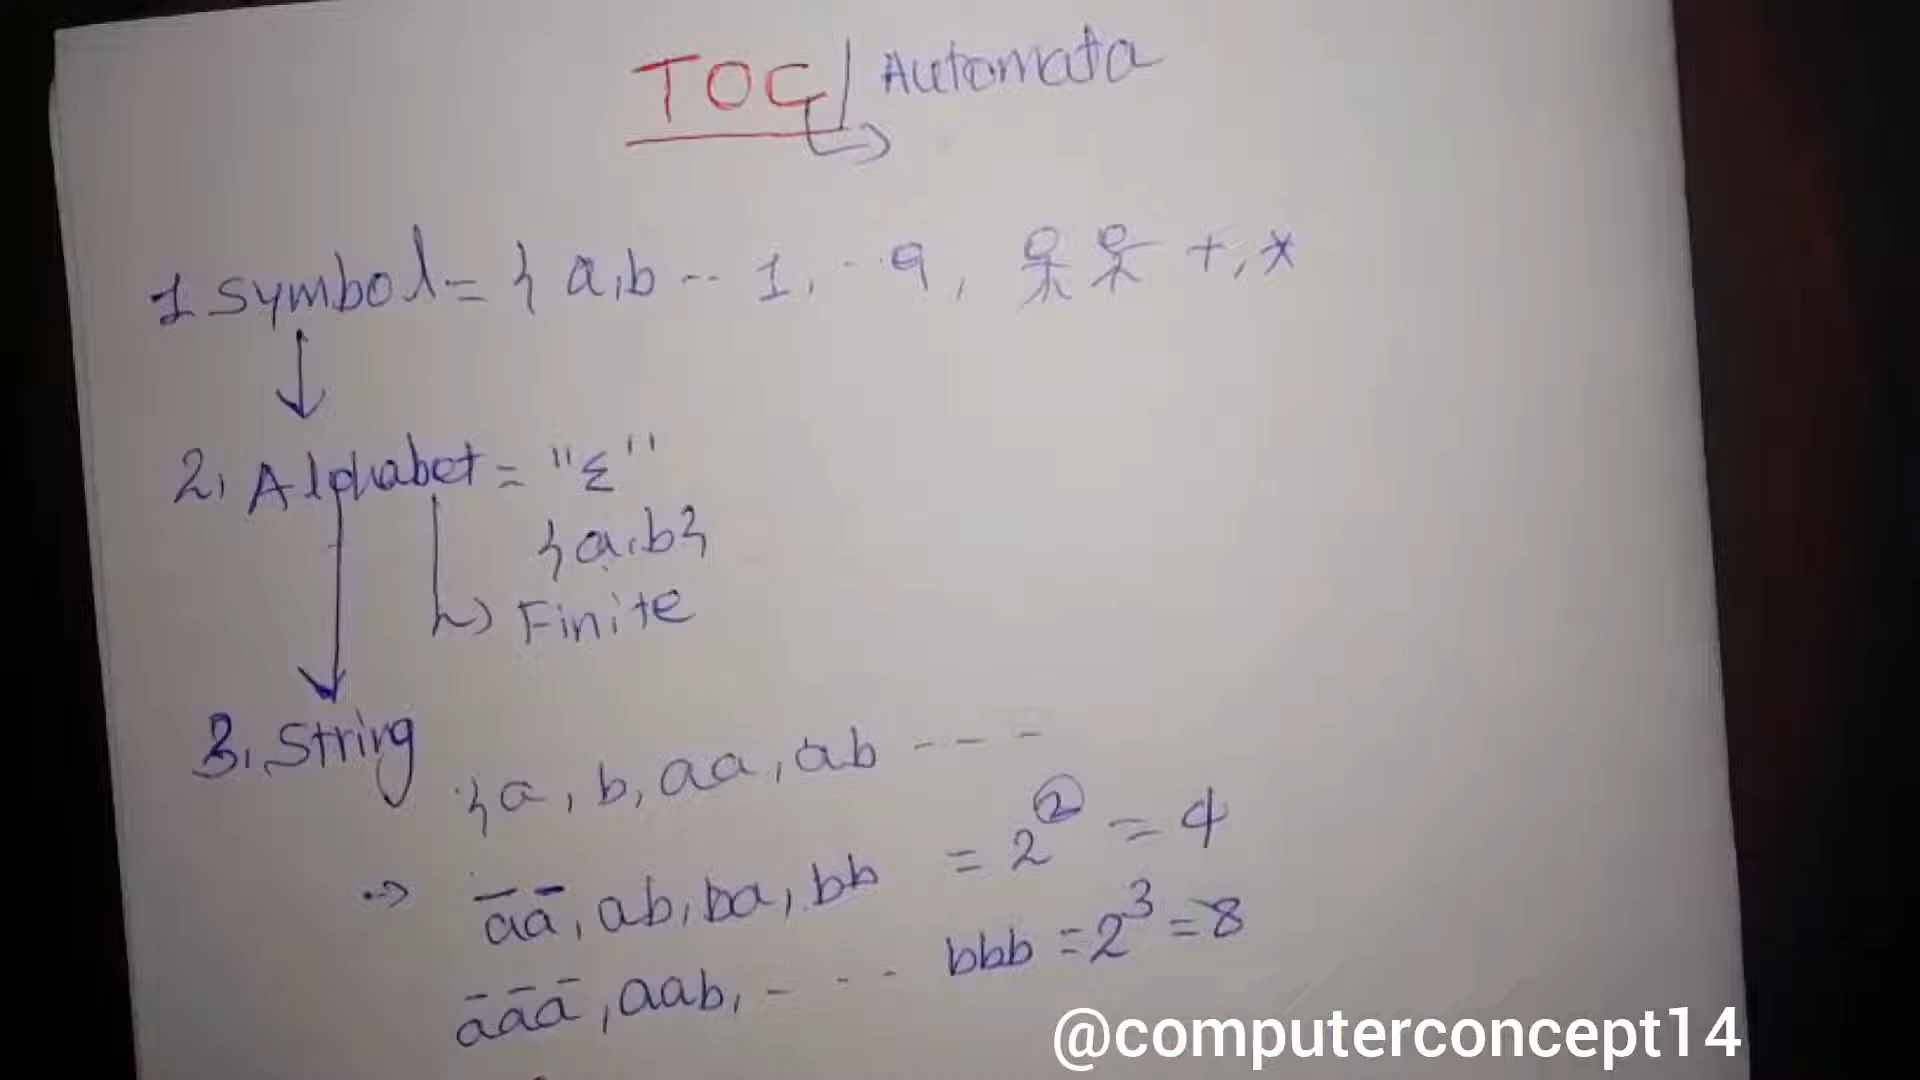 TOC/ Automata
1 Symbol = { a, b -- 1, -- 9, +, *
2, Alphabet = "Σ"
{a, b}
Finite
3. String
{a, b, aa, ab ----
aa, ab, ba, bb = 2² = 4
aaa, aab, - - - bbb = 2³ = 8
@computerconcept14